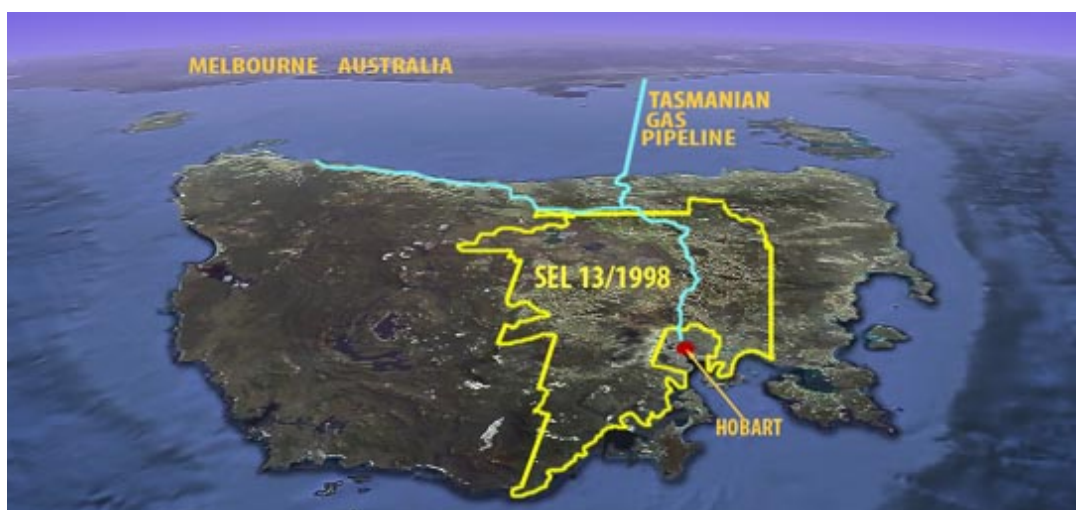 MELBOURNE AUSTRALIA
TASMANIAN
GAS
PIPELINE
SEL 13/1998
HOBART